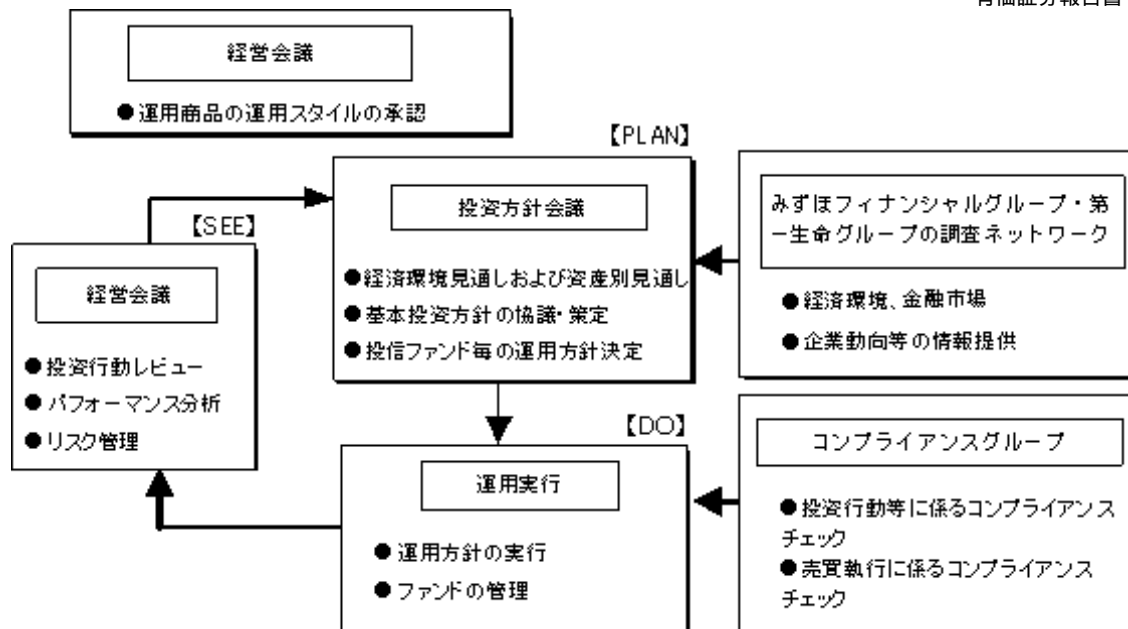 有価証券報告書
経営会議
●運用商品の運用スタイルの承認
【PLAN】
投資方針会議
●経済環境見通しおよび資産別見通し
●基本投資方針の協議・策定
●投信ファンド毎の運用方針決定
みずほフィナンシャルグループ・第
一生命グループの調査ネットワーク
●経済環境、金融市場
●企業動向等の情報提供
【SEE】
経営会議
●投資行動レビュー
●パフォーマンス分析
●リスク管理
【DO】
運用実行
●運用方針の実行
●ファンドの管理
コンプライアンスグループ
●投資行動等に係るコンプライアンス
チェック
●売買執行に係るコンプライアンス
チェック